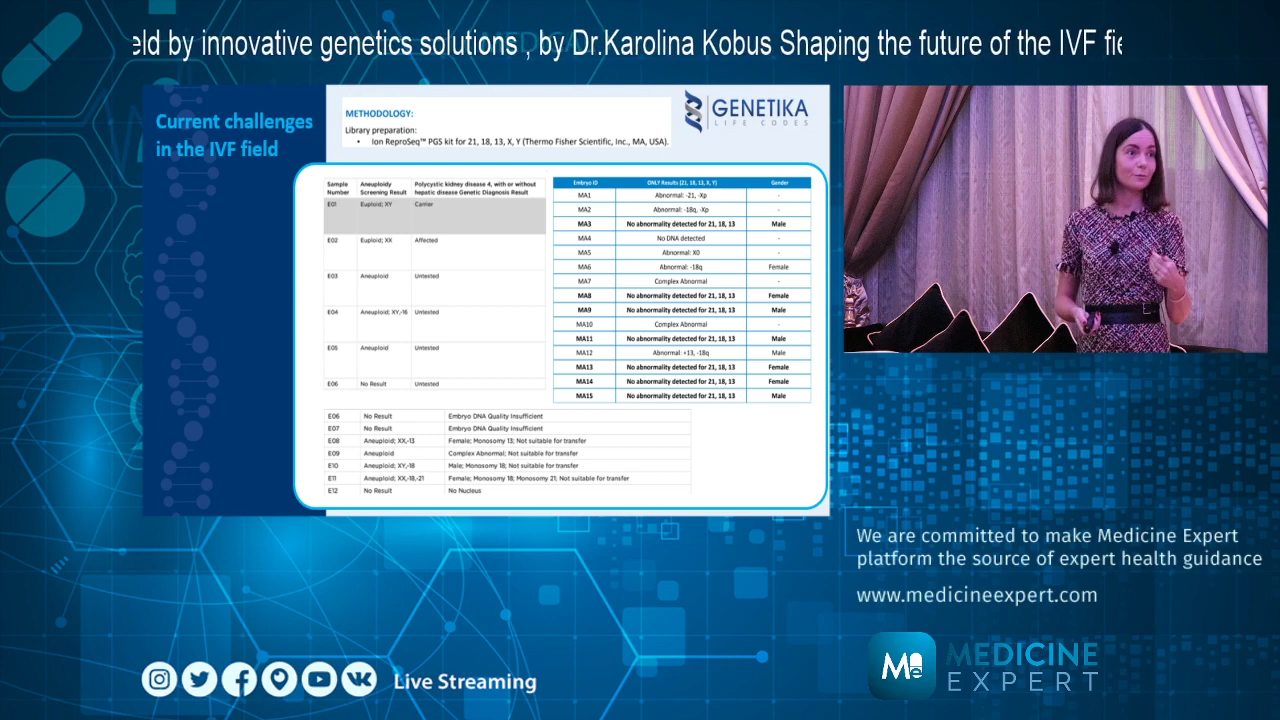 eld by innovative genetics solutions , by Dr.Karolina Kobus Shaping the future of the IVF fie
Current challenges
in the IVF field
METHODOLOGY:
Library preparation:
• Ion ReproSeq™ PGS kit for 21, 18, 13, X, Y (Thermo Fisher Scientific, Inc., MA, USA).
GENETIKA
LIFE CODES
Sample Number Aneuploidy Screening Result Polycystic kidney disease 4, with or without hepatic disease Genetic Diagnosis Result
E01 Euploid; XY Carrier
E02 Euploid; XX Affected
E03 Aneuploid Untested
E04 Aneuploid; XY,-16 Untested
E05 Aneuploid Untested
E06 No Result Untested
Embryo ID ONLY Results (21, 18, 13, X, Y) Gender
MA1 Abnormal: -21, -Xp -
MA2 Abnormal: -18q, -Xp -
MA3 No abnormality detected for 21, 18, 13 Male
MA4 No DNA detected -
MA5 Abnormal: X0 -
MA6 Abnormal: -18q Female
MA7 Complex Abnormal -
MA8 No abnormality detected for 21, 18, 13 Female
MA9 No abnormality detected for 21, 18, 13 Male
MA10 Complex Abnormal -
MA11 No abnormality detected for 21, 18, 13 Male
MA12 Abnormal: +13, -18q Male
MA13 No abnormality detected for 21, 18, 13 Female
MA14 No abnormality detected for 21, 18, 13 Female
MA15 No abnormality detected for 21, 18, 13 Male
E06 No Result Embryo DNA Quality Insufficient
E07 No Result Embryo DNA Quality Insufficient
E08 Aneuploid; XX,-13 Female; Monosomy 13; Not suitable for transfer
E09 Aneuploid Complex Abnormal; Not suitable for transfer
E10 Aneuploid; XY,-18 Male; Monosomy 18; Not suitable for transfer
E11 Aneuploid; XX,-18,-21 Female; Monosomy 18; Monosomy 21; Not suitable for transfer
E12 No Result No Nucleus
We are committed to make Medicine Expert
platform the source of expert health guidance
www.medicineexpert.com
Live Streaming
Me
MEDICINE
EXPERT